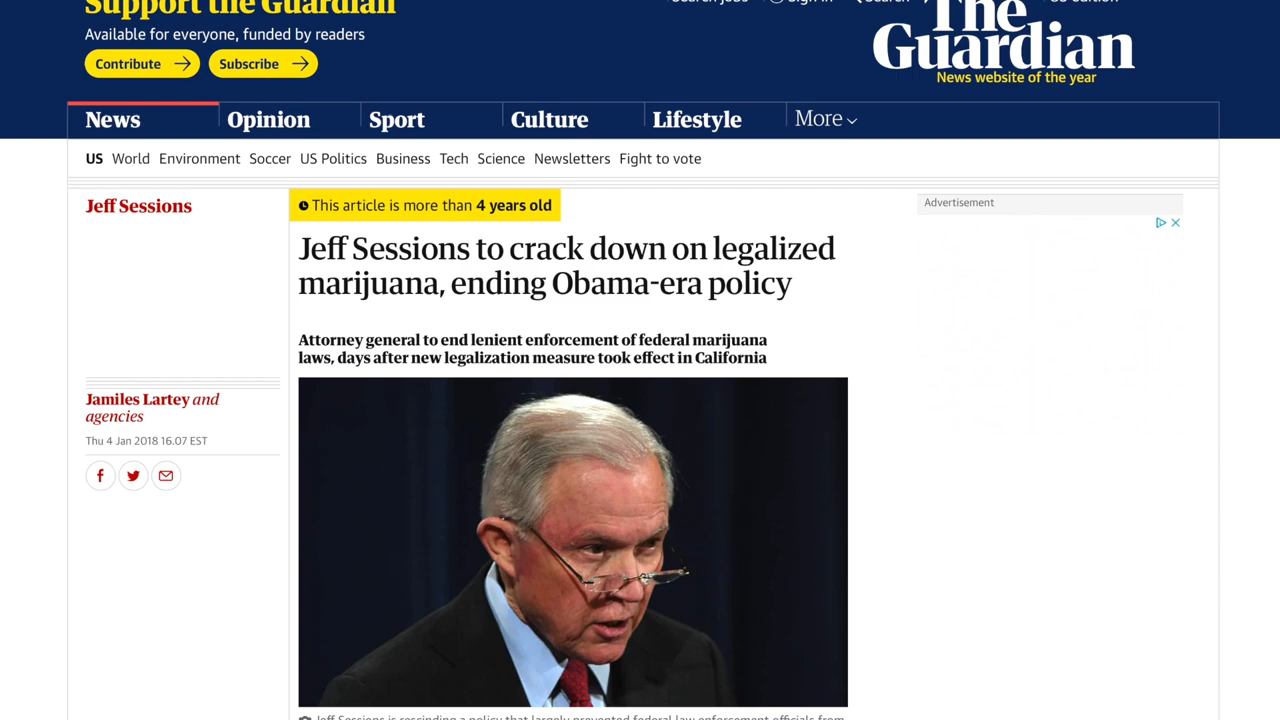 Support the Guardian
Available for everyone, funded by readers
Contribute
Subscribe
Search jobs
Sign in
Search
US edition
The
Guardian
News website of the year
News
Opinion
Sport
Culture
Lifestyle
More
US World Environment Soccer US Politics Business Tech Science Newsletters Fight to vote
Jeff Sessions
This article is more than 4 years old
Advertisement
Jeff Sessions to crack down on legalized
marijuana, ending Obama-era policy
Attorney general to end lenient enforcement of federal marijuana
laws, days after new legalization measure took effect in California
Jamiles Lartey and
agencies
Thu 4 Jan 2018 16.07 EST
Jeff Sessions is rescinding a policy that largely prevented federal law enforcement officials from